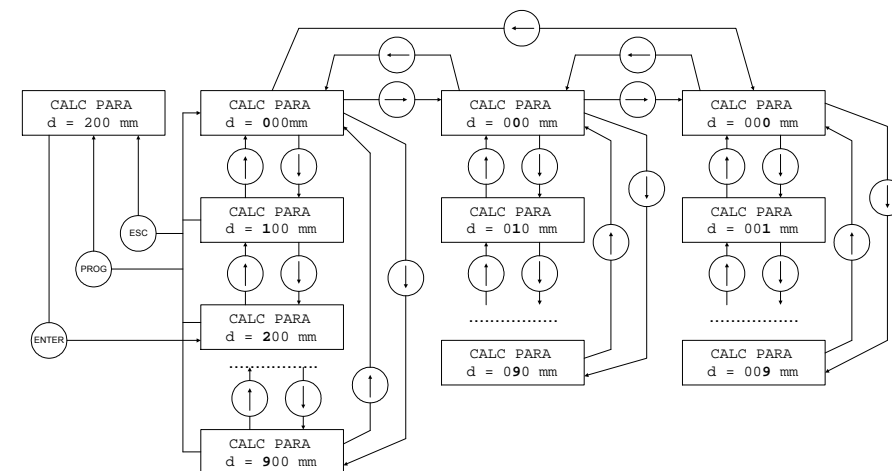 CALC PARA
d = 200 mm
CALC PARA
d = 000mm
CALC PARA
d = 000 mm
CALC PARA
d = 000 mm
ESC
PROG
ENTER
CALC PARA
d = 100 mm
CALC PARA
d = 010 mm
CALC PARA
d = 001 mm
CALC PARA
d = 200 mm
CALC PARA
d = 090 mm
CALC PARA
d = 009 mm
CALC PARA
d = 900 mm